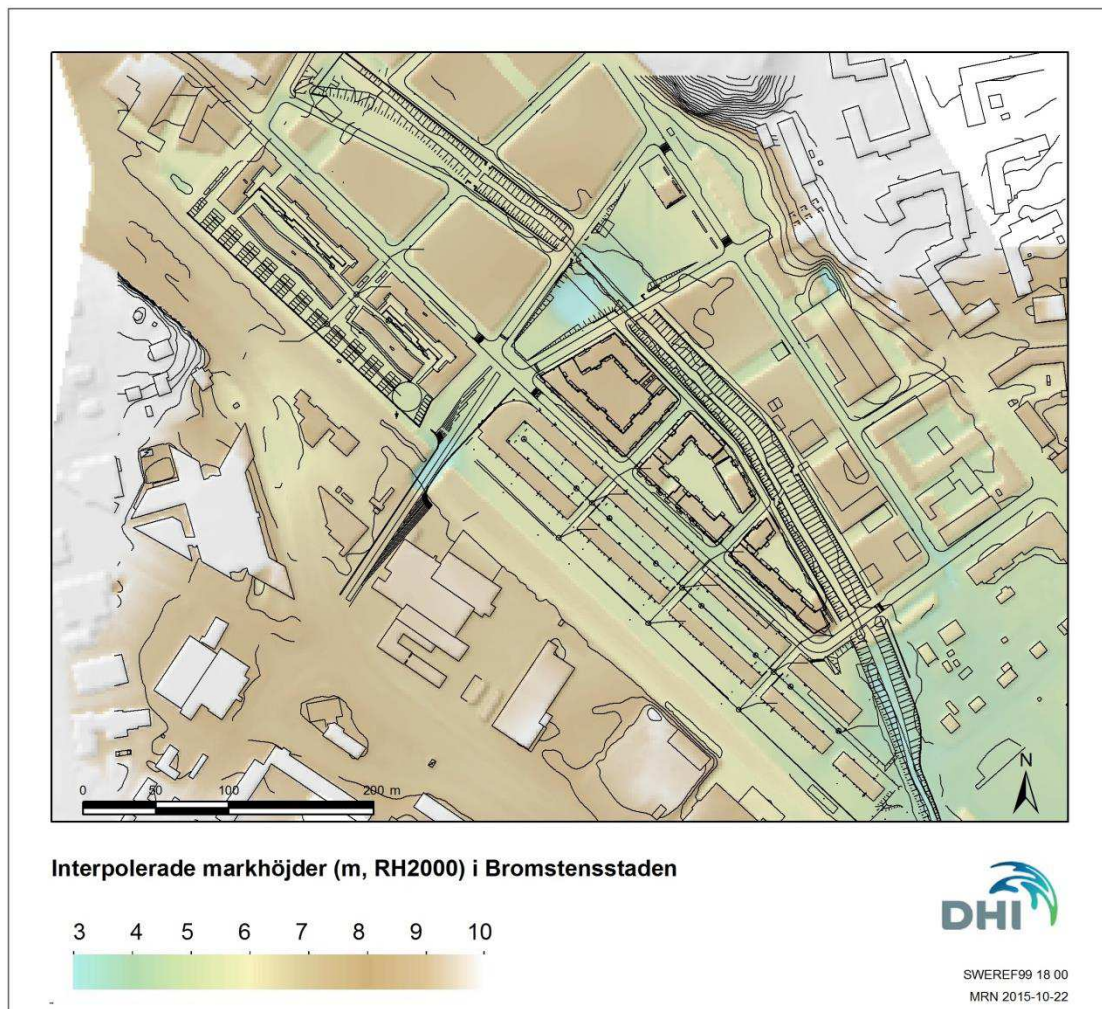 N
0 50 100 200 m
Interpolerade markhöjder (m, RH2000) i Bromstensstaden
3 4 5 6 7 8 9 10
DHI
SWEREF99 18 00
MRN 2015-10-22